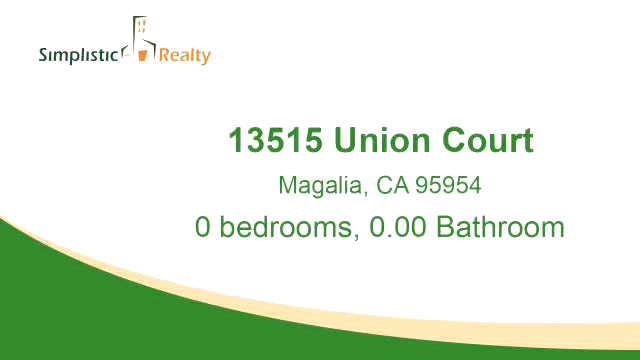 Simplistic Realty
13515 Union Court
Magalia, CA 95954
0 bedrooms, 0.00 Bathroom